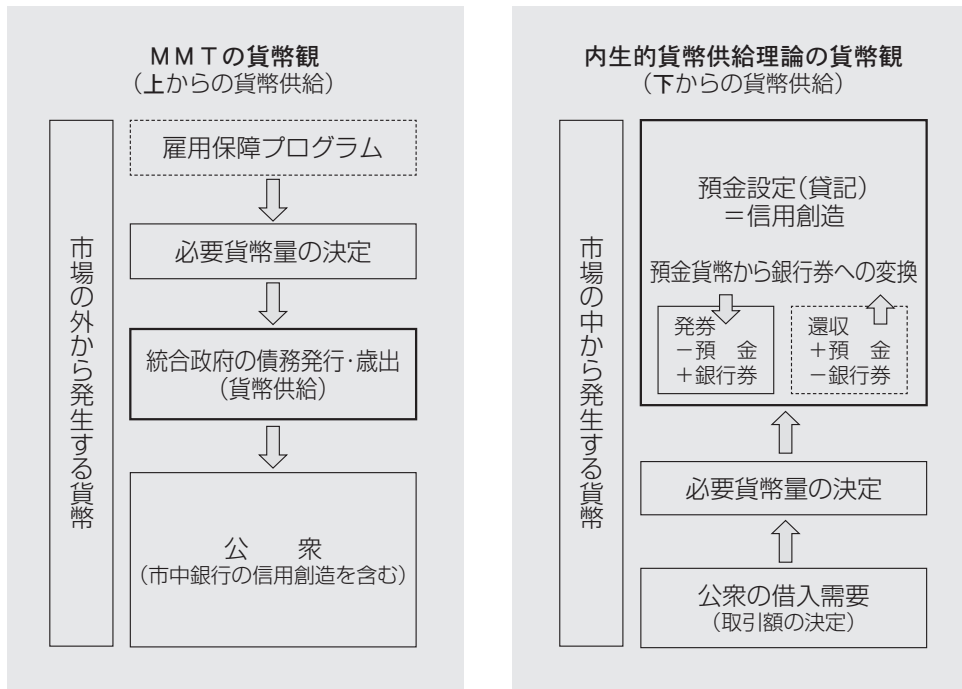 MMTの貨幣観
(上からの貨幣供給)
市場の外から発生する貨幣
雇用保障プログラム
必要貨幣量の決定
統合政府の債務発行・歳出
(貨幣供給)
公 衆
(市中銀行の信用創造を含む)
内生的貨幣供給理論の貨幣観
(下からの貨幣供給)
市場の中から発生する貨幣
預金設定(貸記)
=信用創造
預金貨幣から銀行券への変換
発券
-預 金
+銀行券
還収
+預 金
-銀行券
必要貨幣量の決定
公衆の借入需要
(取引額の決定)